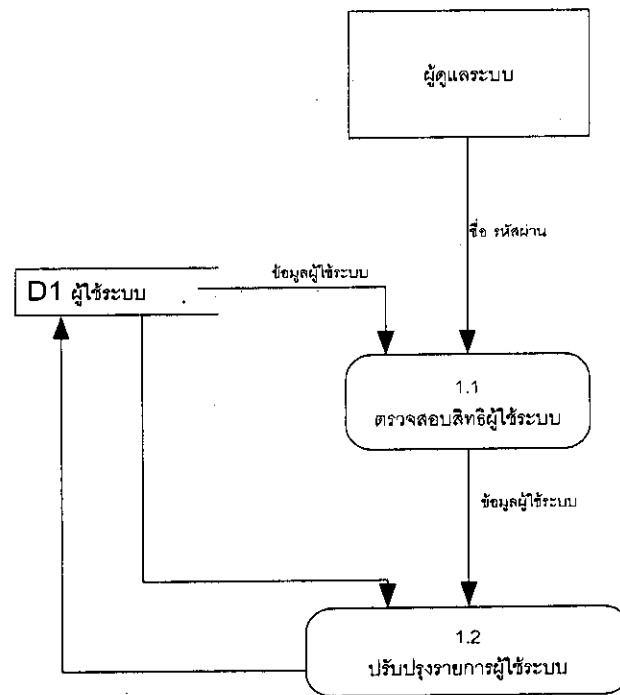 ผู้ดูแลระบบ
ชื่อ รหัสผ่าน
ข้อมูลผู้ใช้ระบบ
D1 ผู้ใช้ระบบ
1.1
ตรวจสอบสิทธิผู้ใช้ระบบ
ข้อมูลผู้ใช้ระบบ
1.2
ปรับปรุงรายการผู้ใช้ระบบ